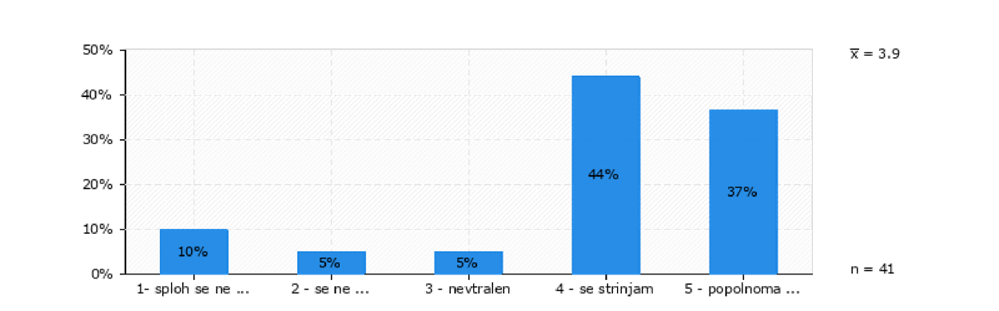 50%
x̅ = 3.9
40%
30%
20%
10%
0%
10%
5%
5%
44%
37%
n = 41
1- sploh se ne ...
2 - se ne ...
3 - nevtralen
4 - se strinjam
5 - popolnoma ...